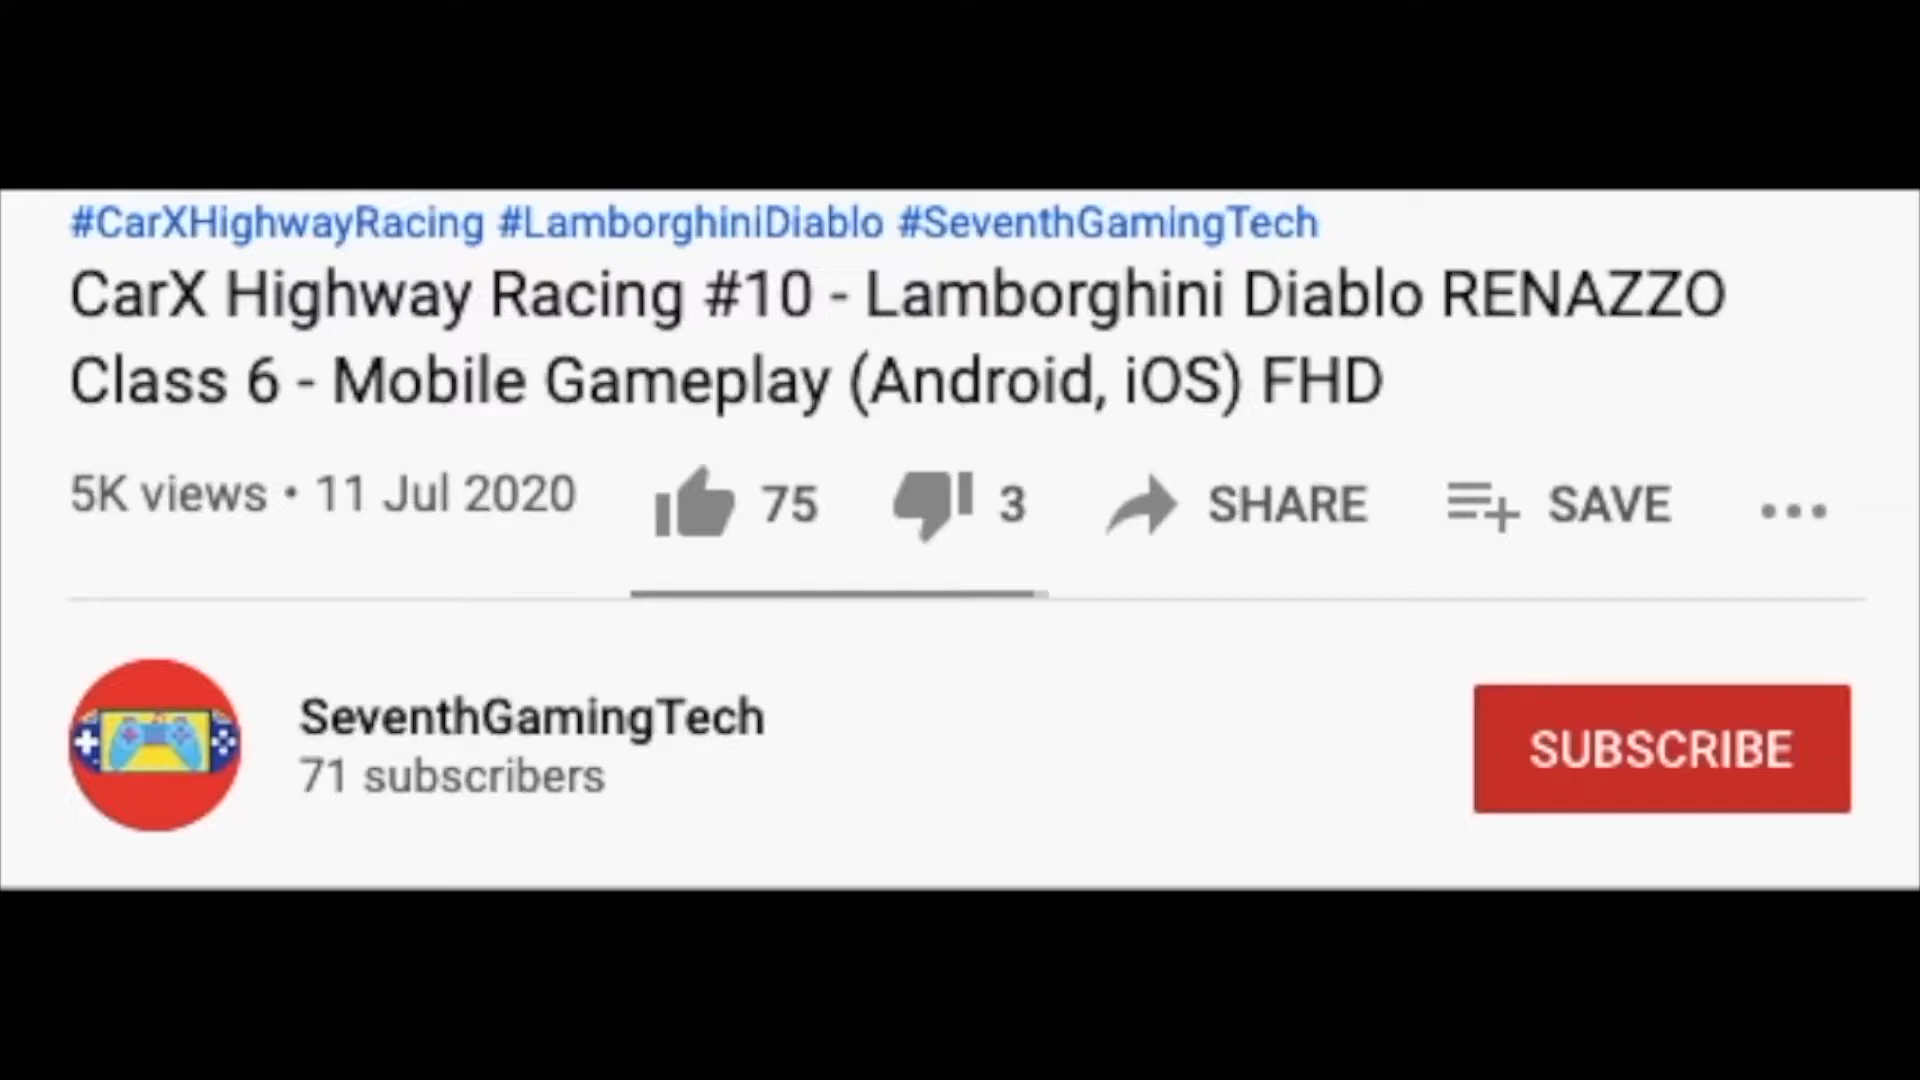 #CarXHighwayRacing #LamborghiniDiablo #SeventhGamingTech
CarX Highway Racing #10 - Lamborghini Diablo RENAZZO
Class 6 - Mobile Gameplay (Android, iOS) FHD
5K views • 11 Jul 2020 75 3 SHARE SAVE ...
SeventhGamingTech
71 subscribers
SUBSCRIBE